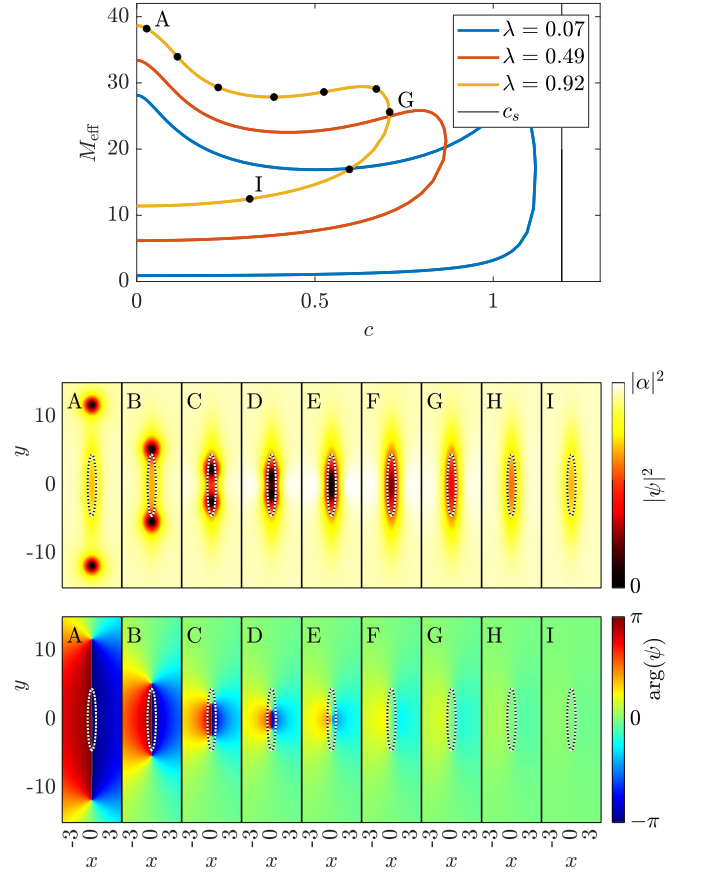 40
30
20
10
0
M_eff
A
G
I
λ = 0.07
λ = 0.49
λ = 0.92
c_s
0
0.5
1
c
A B C D E F G H I
10
0
-10
y
|α|²
|ψ|²
0
A B C D E F G H I
10
0
-10
y
π
0
−π
arg(ψ)
-3 0 3 -3 0 3 -3 0 3 -3 0 3 -3 0 3 -3 0 3 -3 0 3 -3 0 3 -3 0 3
x x x x x x x x x